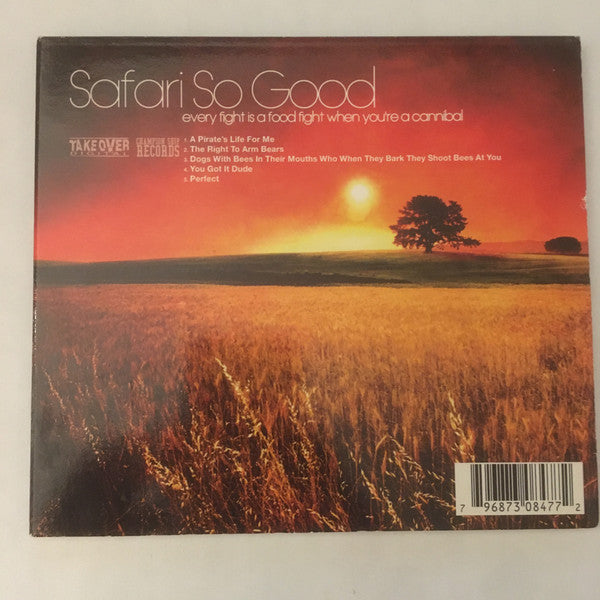 Safari So Good
every fight is a food fight when you're a cannibal
TAKEOVER
DIGITAL
CHAMPION SHIP
RECORDS
1. A Pirate's Life For Me
2. The Right To Arm Bears
3. Dogs With Bees In Their Mouths Who When They Bark They Shoot Bees At You
4. You Got It Dude
5. Perfect
7 96873 08477 2